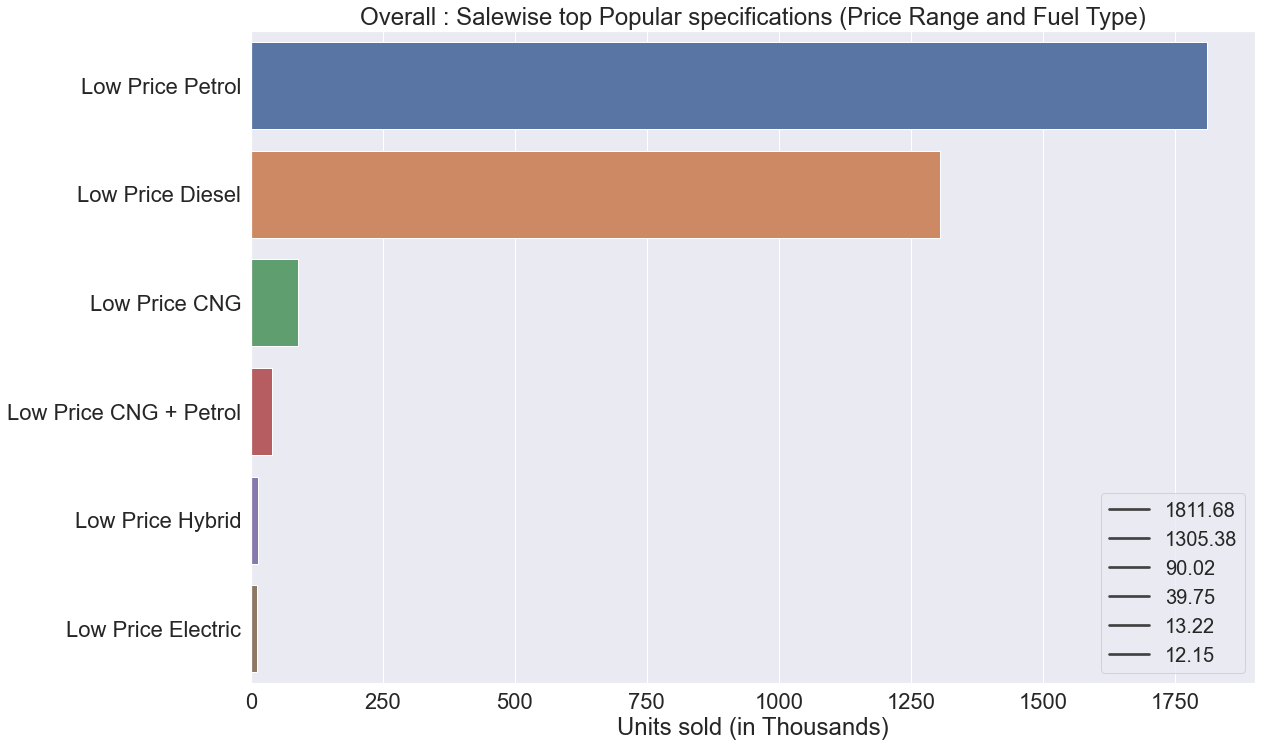 Overall : Salewise top Popular specifications (Price Range and Fuel Type)
Low Price Petrol
Low Price Diesel
Low Price CNG
Low Price CNG + Petrol
Low Price Hybrid
Low Price Electric
1811.68
1305.38
90.02
39.75
13.22
12.15
0 250 500 750 1000 1250 1500 1750
Units sold (in Thousands)